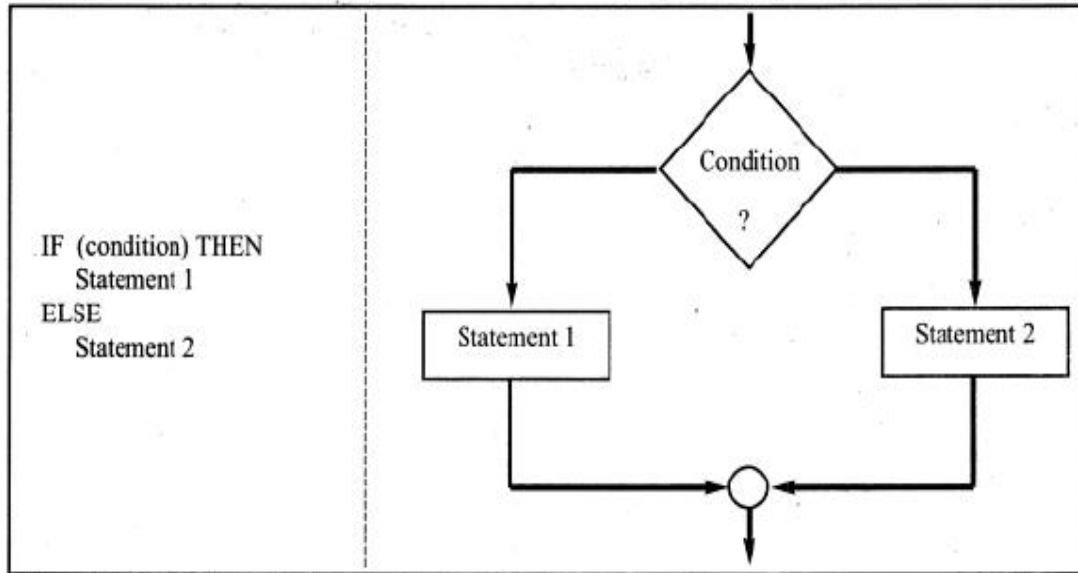 IF (condition) THEN
Statement 1
ELSE
Statement 2
Condition
?
Statement 1
Statement 2